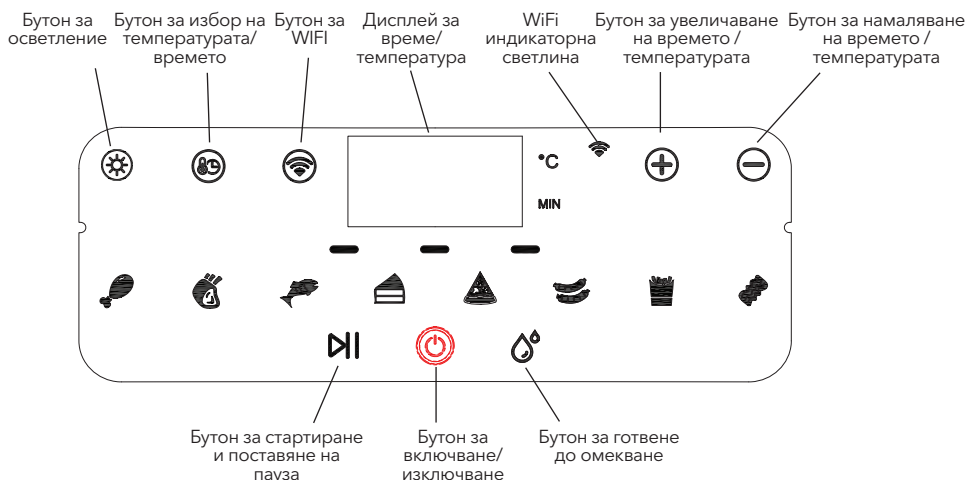 Бутон за
осветление
Бутон за избор на
температурата/
времето
Бутон за
WIFI
Дисплей за
време/
температура
WiFi
индикаторна
светлина
Бутон за увеличаване
на времето /
температурата
Бутон за намаляване
на времето /
температурата
°C
MIN
Бутон за стартиране
и поставяне на
пауза
Бутон за
включване/
изключване
Бутон за готвене
до омекване